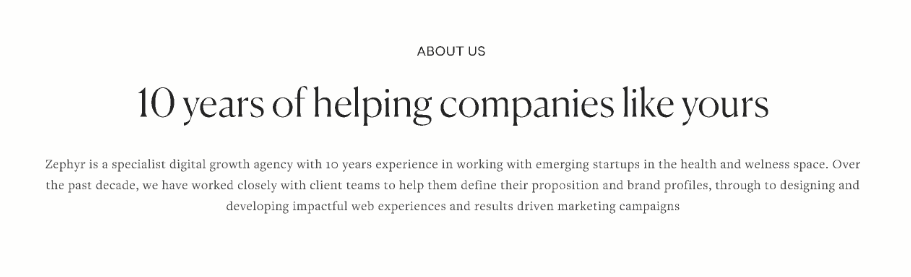 ABOUT US
10 years of helping companies like yours
Zephyr is a specialist digital growth agency with 10 years experience in working with emerging startups in the health and welness space. Over
the past decade, we have worked closely with client teams to help them define their proposition and brand profiles, through to designing and
developing impactful web experiences and results driven marketing campaigns